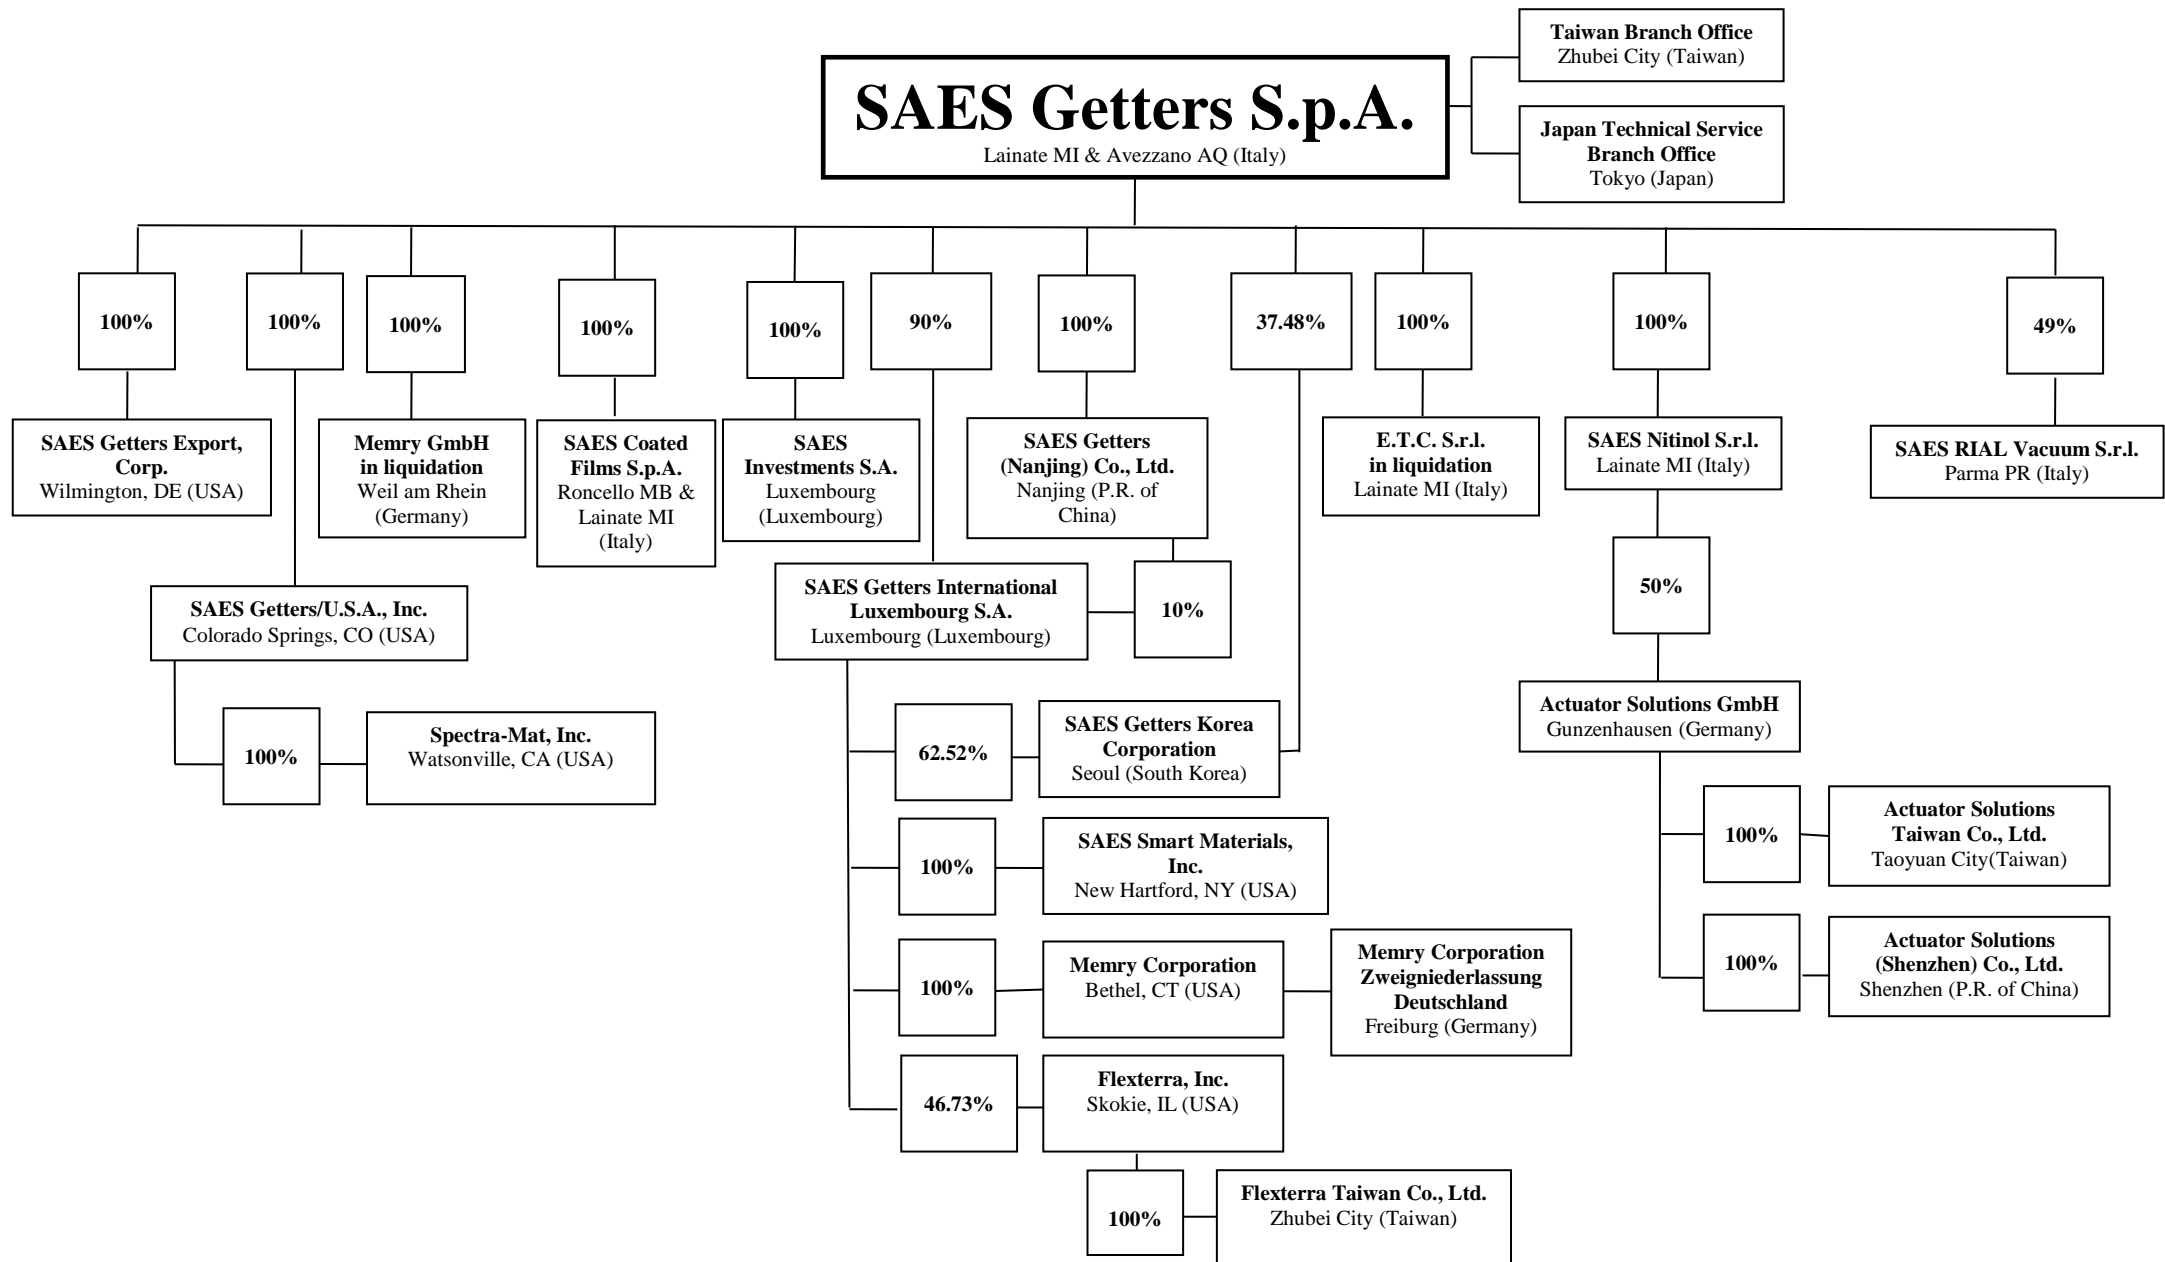 Taiwan Branch Office
Zhubei City (Taiwan)
SAES Getters S.p.A.
Lainate MI & Avezzano AQ (Italy)
Japan Technical Service
Branch Office
Tokyo (Japan)
100%
100%
100%
100%
100%
90%
100%
37.48%
100%
100%
49%
SAES Getters Export,
Corp.
Wilmington, DE (USA)
Memry GmbH
in liquidation
Weil am Rhein
(Germany)
SAES Coated
Films S.p.A.
Roncello MB &
Lainate MI
(Italy)
SAES
Investments S.A.
Luxembourg
(Luxembourg)
SAES Getters
(Nanjing) Co., Ltd.
Nanjing (P.R. of
China)
E.T.C. S.r.l.
in liquidation
Lainate MI (Italy)
SAES Nitinol S.r.l.
Lainate MI (Italy)
SAES RIAL Vacuum S.r.l.
Parma PR (Italy)
SAES Getters/U.S.A., Inc.
Colorado Springs, CO (USA)
SAES Getters International
Luxembourg S.A.
Luxembourg (Luxembourg)
10%
50%
100%
Spectra-Mat, Inc.
Watsonville, CA (USA)
62.52%
SAES Getters Korea
Corporation
Seoul (South Korea)
Actuator Solutions GmbH
Gunzenhausen (Germany)
100%
SAES Smart Materials,
Inc.
New Hartford, NY (USA)
100%
Actuator Solutions
Taiwan Co., Ltd.
Taoyuan City(Taiwan)
100%
Memry Corporation
Bethel, CT (USA)
Memry Corporation
Zweigniederlassung
Deutschland
Freiburg (Germany)
100%
Actuator Solutions
(Shenzhen) Co., Ltd.
Shenzhen (P.R. of China)
46.73%
Flexterra, Inc.
Skokie, IL (USA)
100%
Flexterra Taiwan Co., Ltd.
Zhubei City (Taiwan)